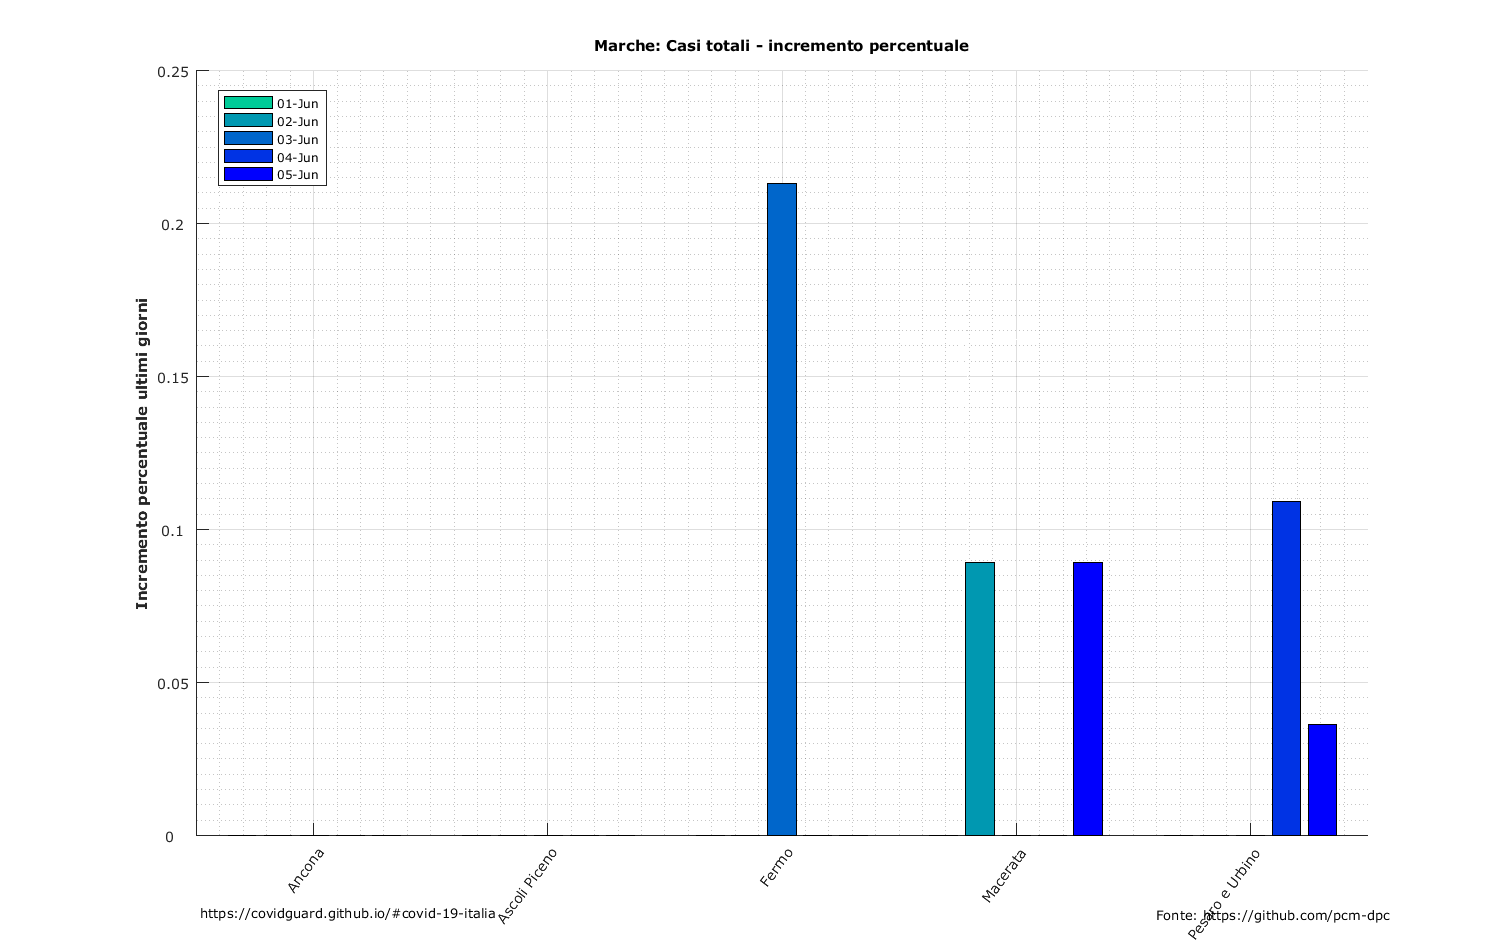 Marche: Casi totali - incremento percentuale
0.25
0.2
0.15
0.1
0.05
0
Incremento percentuale ultimi giorni
01-Jun
02-Jun
03-Jun
04-Jun
05-Jun
Ancona
Ascoli Piceno
Fermo
Macerata
Pesaro e Urbino
https://covidguard.github.io/#covid-19-italia
Fonte: https://github.com/pcm-dpc